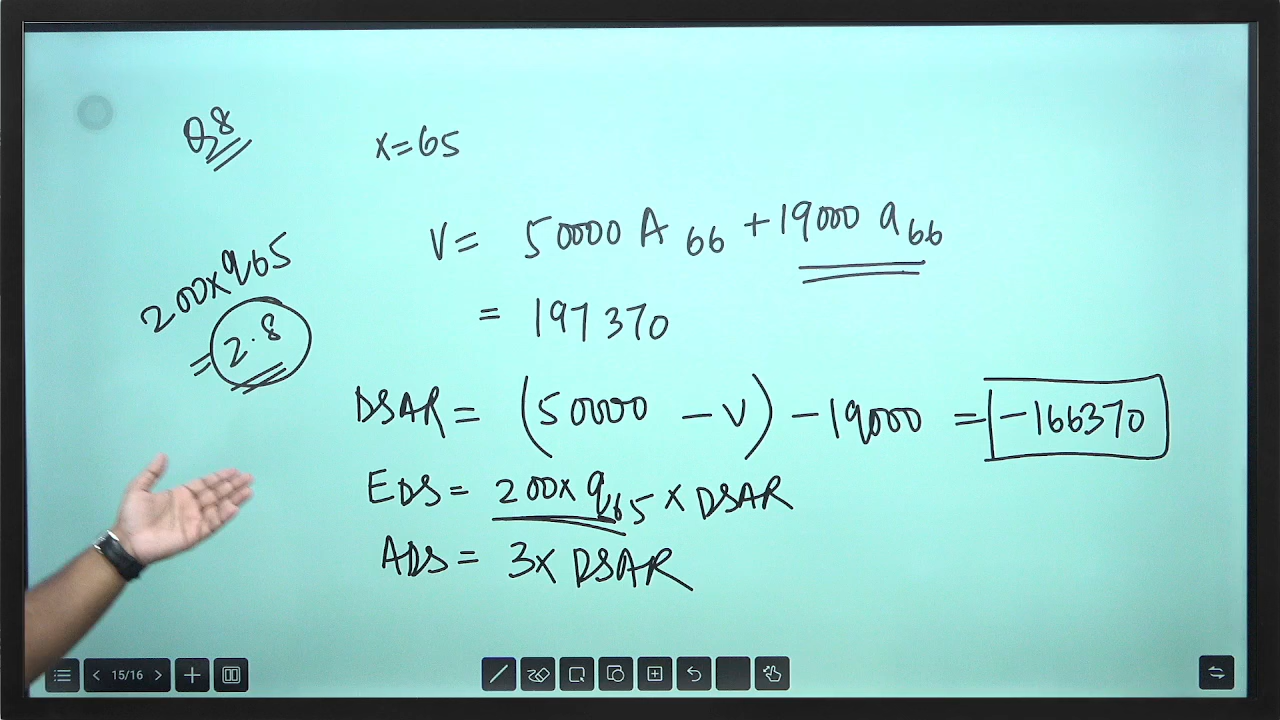 Q8
x=65
V= 50000 A 66 +19000 a 66
= 197370
200xq65
= 2.8
DSAR = (50000 - V) -19000 = -166370
EDS = 200x q65 x DSAR
ADS = 3x DSAR
15/16